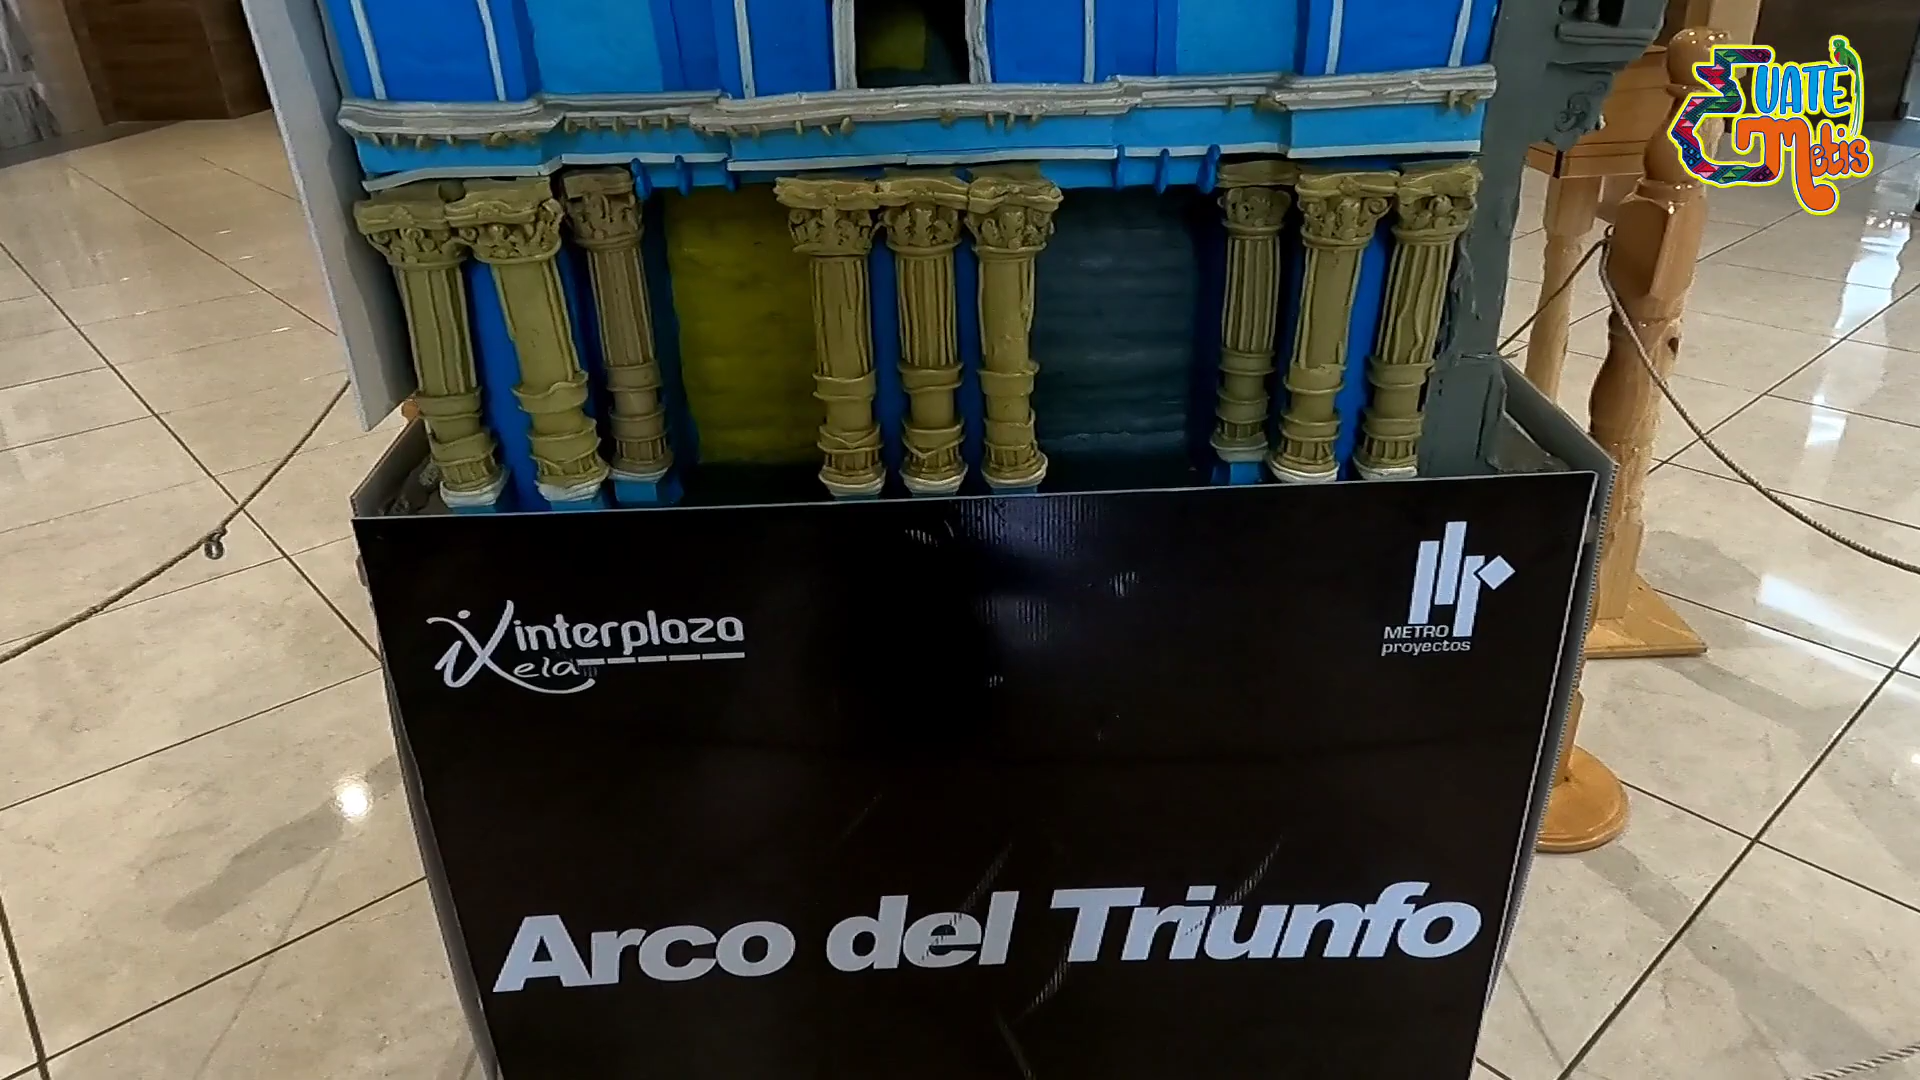 GUATE
Metis
interplaza
Xela
METRO
proyectos
Arco del Triunfo